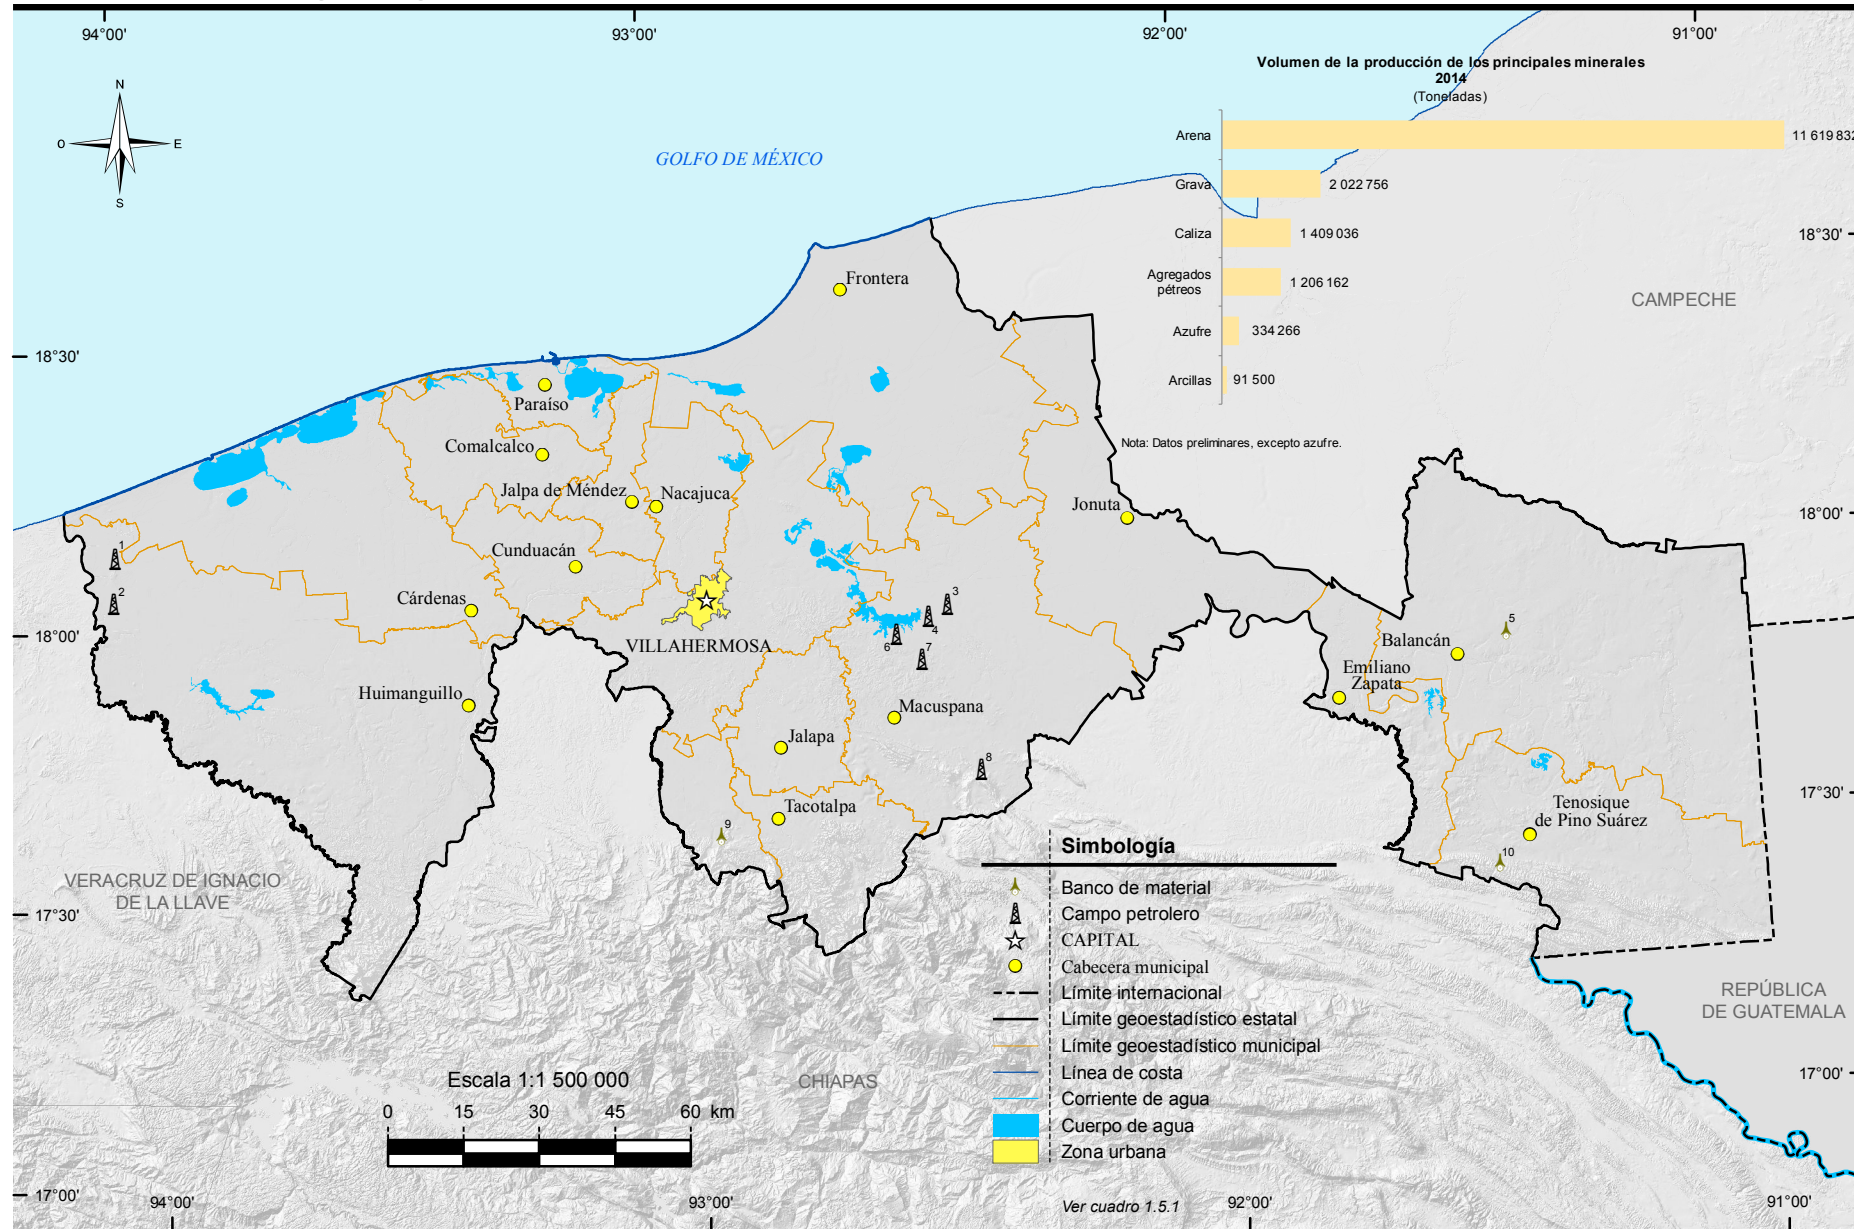 94°00'
93°00'
92°00'
91°00'
Volumen de la producción de los principales minerales
2014
(Toneladas)
Arena
11 619 832
Grava
2 022 756
Caliza
1 409 036
Agregados
pétreos
1 206 162
Azufre
334 266
Arcillas
91 500
Nota: Datos preliminares, excepto azufre.
N
O
E
S
GOLFO DE MÉXICO
CAMPECHE
18°30'
18°30'
18°00'
18°00'
17°30'
17°30'
17°00'
17°00'
Frontera
Paraíso
Comalcalco
Jalpa de Méndez
Nacajuca
Jonuta
Cunduacán
Cárdenas
VILLAHERMOSA
Huimanguillo
Macuspana
Jalapa
Tacotalpa
Balancán
Emiliano
Zapata
Tenosique
de Pino Suárez
1
2
3
4
5
6
7
8
9
10
VERACRUZ DE IGNACIO
DE LA LLAVE
CHIAPAS
REPÚBLICA
DE GUATEMALA
Simbología
Banco de material
Campo petrolero
CAPITAL
Cabecera municipal
Límite internacional
Límite geoestadístico estatal
Límite geoestadístico municipal
Línea de costa
Corriente de agua
Cuerpo de agua
Zona urbana
Ver cuadro 1.5.1
Escala 1:1 500 000
0 15 30 45 60 km
94°00'
93°00'
92°00'
91°00'